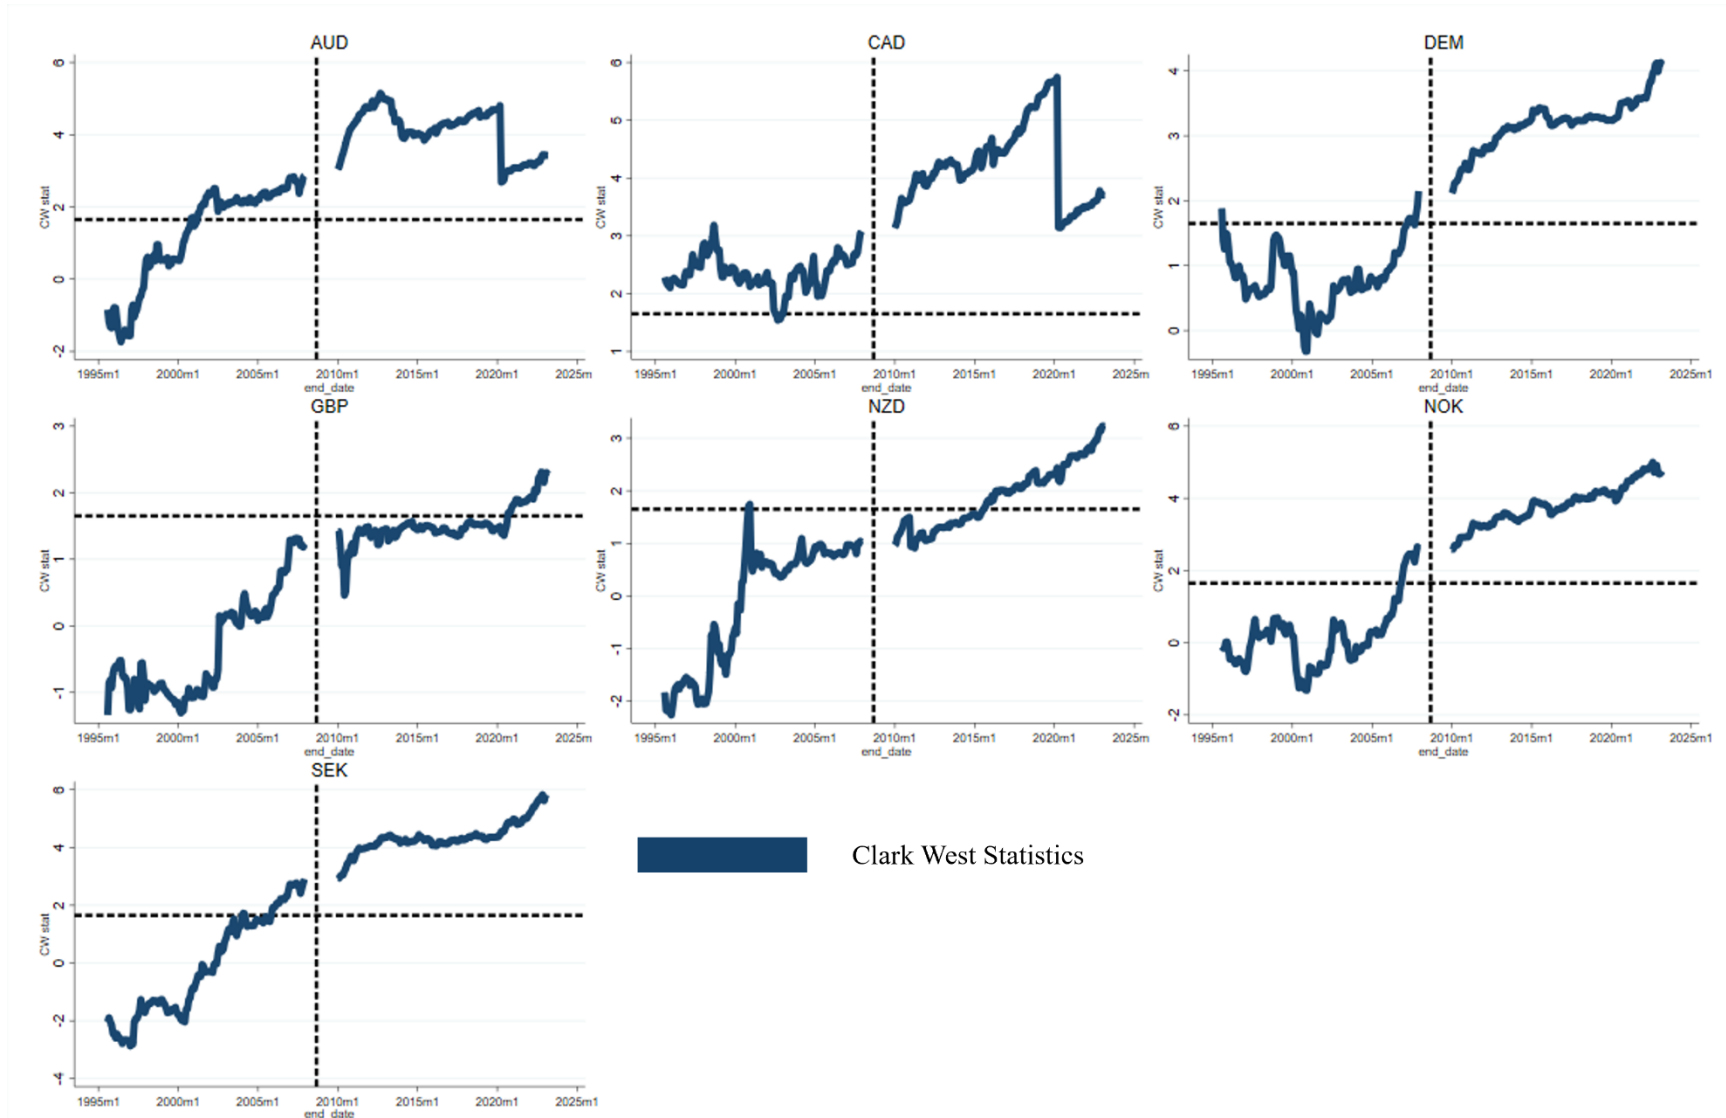 AUD
CW stat
6
4
2
0
-2
1995m1 2000m1 2005m1 2010m1 2015m1 2020m1 2025m
end_date
CAD
CW stat
6
5
4
3
2
1
1995m1 2000m1 2005m1 2010m1 2015m1 2020m1 2025m
end_date
DEM
CW stat
4
3
2
1
0
1995m1 2000m1 2005m1 2010m1 2015m1 2020m1 2025m1
end_date
GBP
CW stat
3
2
1
0
-1
1995m1 2000m1 2005m1 2010m1 2015m1 2020m1 2025m
end_date
NZD
CW stat
3
2
1
0
-1
-2
1995m1 2000m1 2005m1 2010m1 2015m1 2020m1 2025m
end_date
NOK
CW stat
6
4
2
0
-2
1995m1 2000m1 2005m1 2010m1 2015m1 2020m1 2025m1
end_date
SEK
CW stat
6
4
2
0
-2
-4
1995m1 2000m1 2005m1 2010m1 2015m1 2020m1 2025m1
end_date
Clark West Statistics